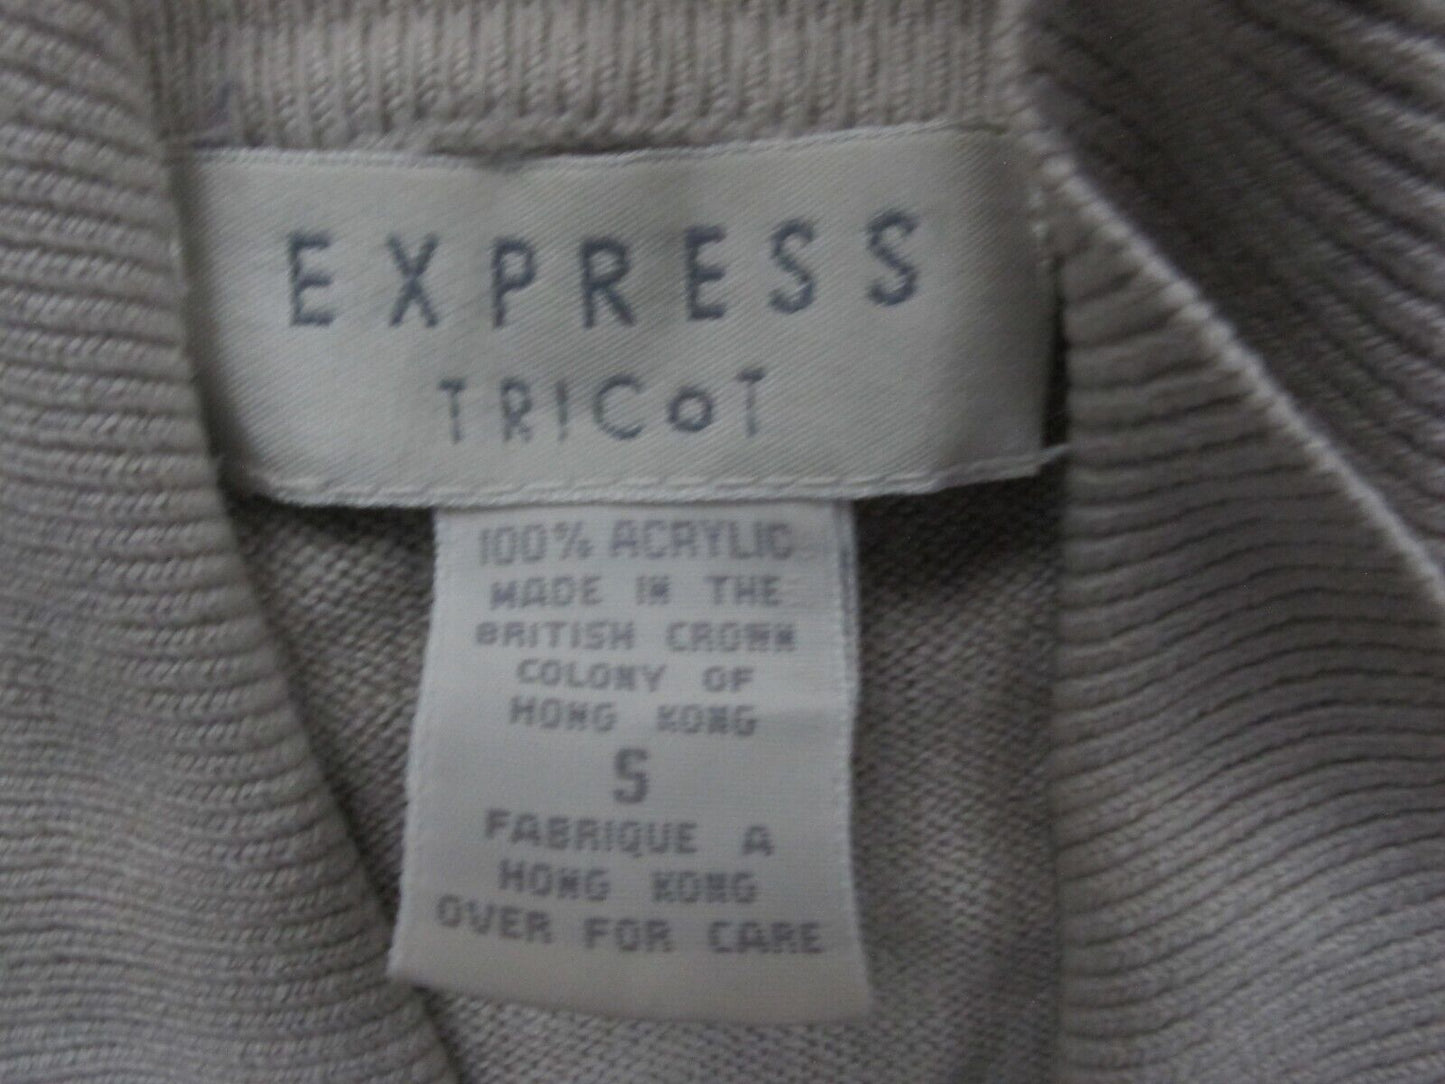 EXPRESS
TRICOT
100% ACRYLIC
MADE IN THE
BRITISH CROWN
COLONY OF
HONG KONG
S
FABRIQUE A
HONG KONG
OVER FOR CARE